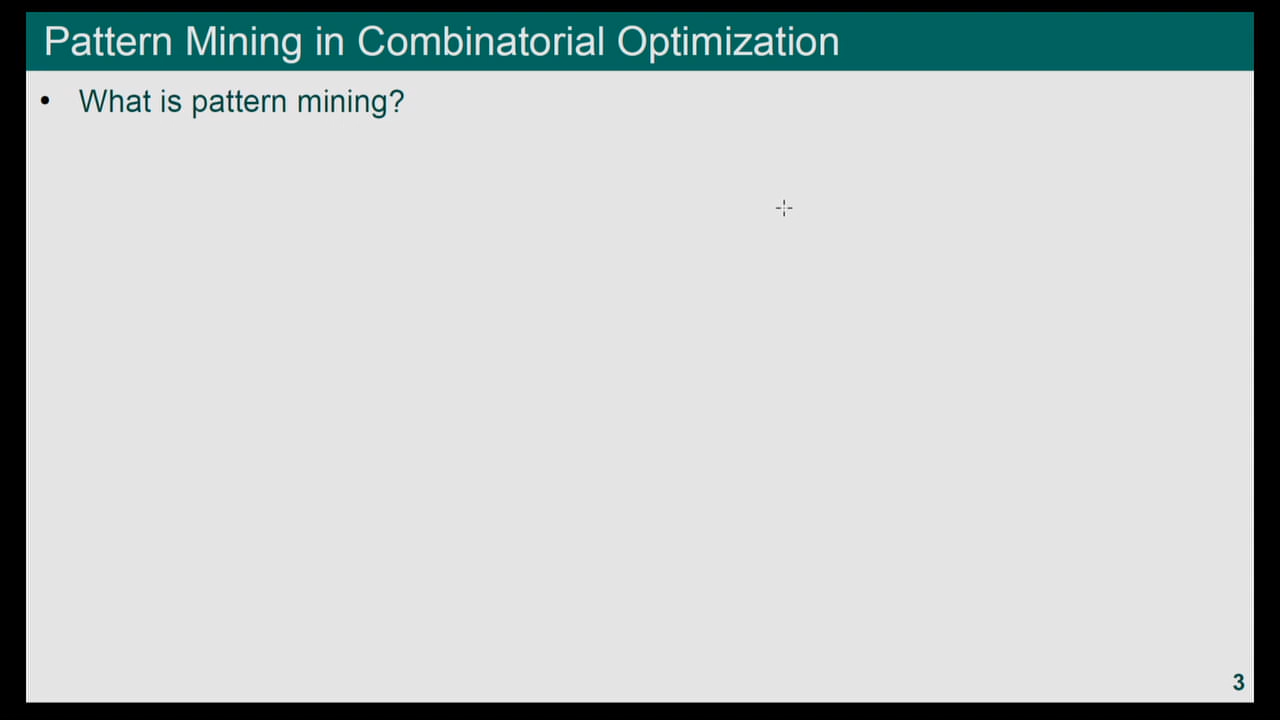 Pattern Mining in Combinatorial Optimization
• What is pattern mining?
3